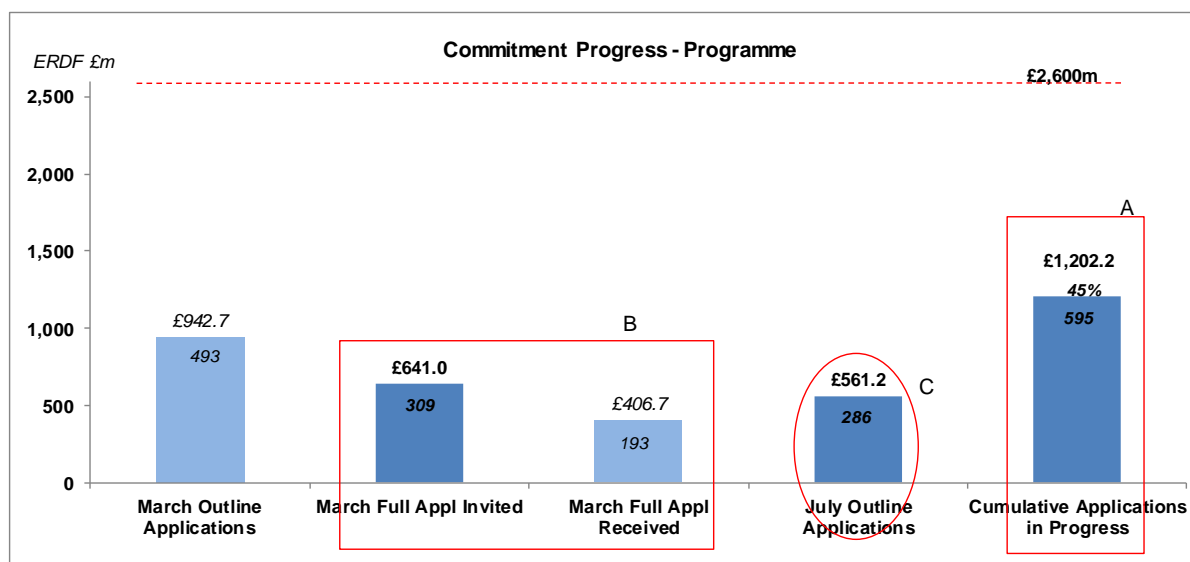 Commitment Progress - Programme
ERDF £m
£2,600m
2,500
2,000
1,500
1,000
500
0
A
£1,202.2
45%
595
£942.7
493
B
£641.0
309
£406.7
193
£561.2
C
286
March Outline
Applications
March Full Appl Invited
March Full Appl
Received
July Outline
Applications
Cumulative Applications
in Progress